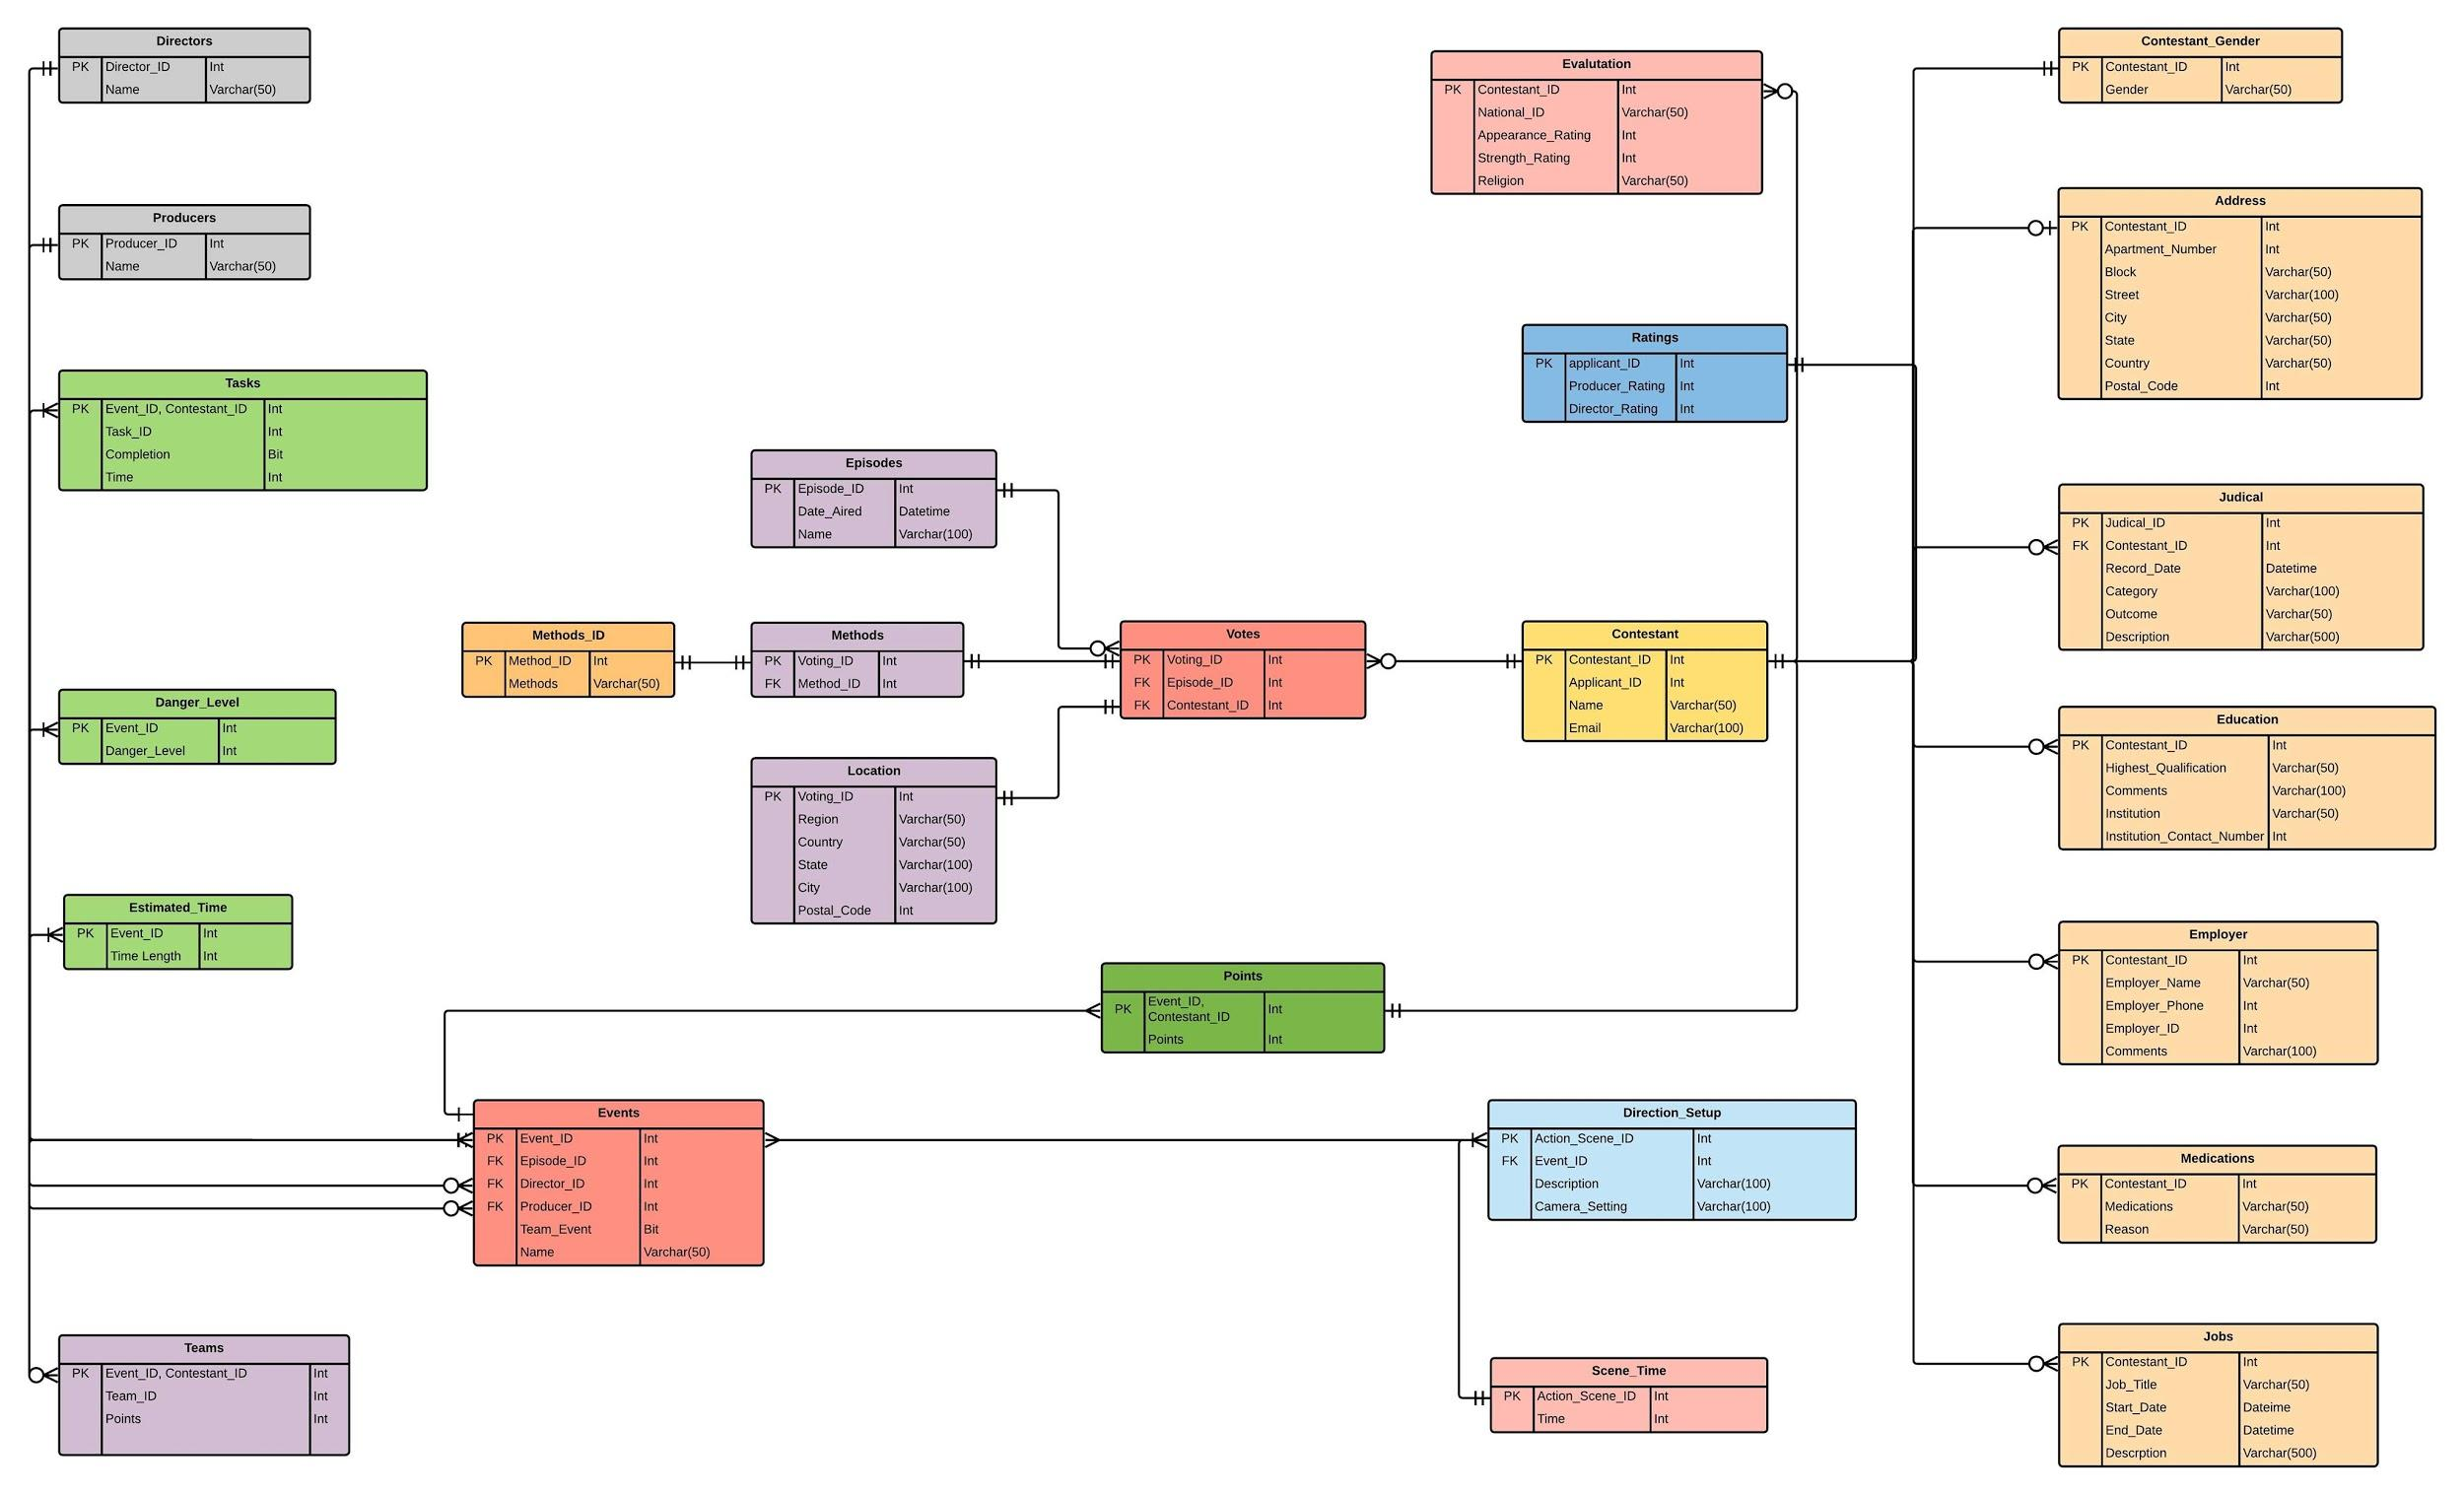 Directors
PK Director_ID Int
Name Varchar(50)
Producers
PK Producer_ID Int
Name Varchar(50)
Tasks
PK Event_ID, Contestant_ID Int
Task_ID Int
Completion Bit
Time Int
Danger_Level
PK Event_ID Int
Danger_Level Int
Estimated_Time
PK Event_ID Int
Time Length Int
Teams
PK Event_ID, Contestant_ID Int
Team_ID Int
Points Int
Methods_ID
PK Method_ID Int
Methods Varchar(50)
Events
PK Event_ID Int
FK Episode_ID Int
FK Director_ID Int
FK Producer_ID Int
Team_Event Bit
Name Varchar(50)
Episodes
PK Episode_ID Int
Date_Aired Datetime
Name Varchar(100)
Methods
PK Voting_ID Int
FK Method_ID Int
Location
PK Voting_ID Int
Region Varchar(50)
Country Varchar(50)
State Varchar(100)
City Varchar(100)
Postal_Code Int
Votes
PK Voting_ID Int
FK Episode_ID Int
FK Contestant_ID Int
Points
PK Event_ID, Int
Contestant_ID
Points Int
Evalutation
PK Contestant_ID Int
National_ID Varchar(50)
Appearance_Rating Int
Strength_Rating Int
Religion Varchar(50)
Ratings
PK applicant_ID Int
Producer_Rating Int
Director_Rating Int
Contestant
PK Contestant_ID Int
Applicant_ID Int
Name Varchar(50)
Email Varchar(100)
Direction_Setup
PK Action_Scene_ID Int
FK Event_ID Int
Description Varchar(100)
Camera_Setting Varchar(100)
Scene_Time
PK Action_Scene_ID Int
Time Int
Contestant_Gender
PK Contestant_ID Int
Gender Varchar(50)
Address
PK Contestant_ID Int
Apartment_Number Int
Block Varchar(50)
Street Varchar(100)
City Varchar(50)
State Varchar(50)
Country Varchar(50)
Postal_Code Int
Judical
PK Judical_ID Int
FK Contestant_ID Int
Record_Date Datetime
Category Varchar(100)
Outcome Varchar(50)
Description Varchar(500)
Education
PK Contestant_ID Int
Highest_Qualification Varchar(50)
Comments Varchar(100)
Institution Varchar(50)
Institution_Contact_Number Int
Employer
PK Contestant_ID Int
Employer_Name Varchar(50)
Employer_Phone Int
Employer_ID Int
Comments Varchar(100)
Medications
PK Contestant_ID Int
Medications Varchar(50)
Reason Varchar(50)
Jobs
PK Contestant_ID Int
Job_Title Varchar(50)
Start_Date Dateime
End_Date Datetime
Descrption Varchar(500)